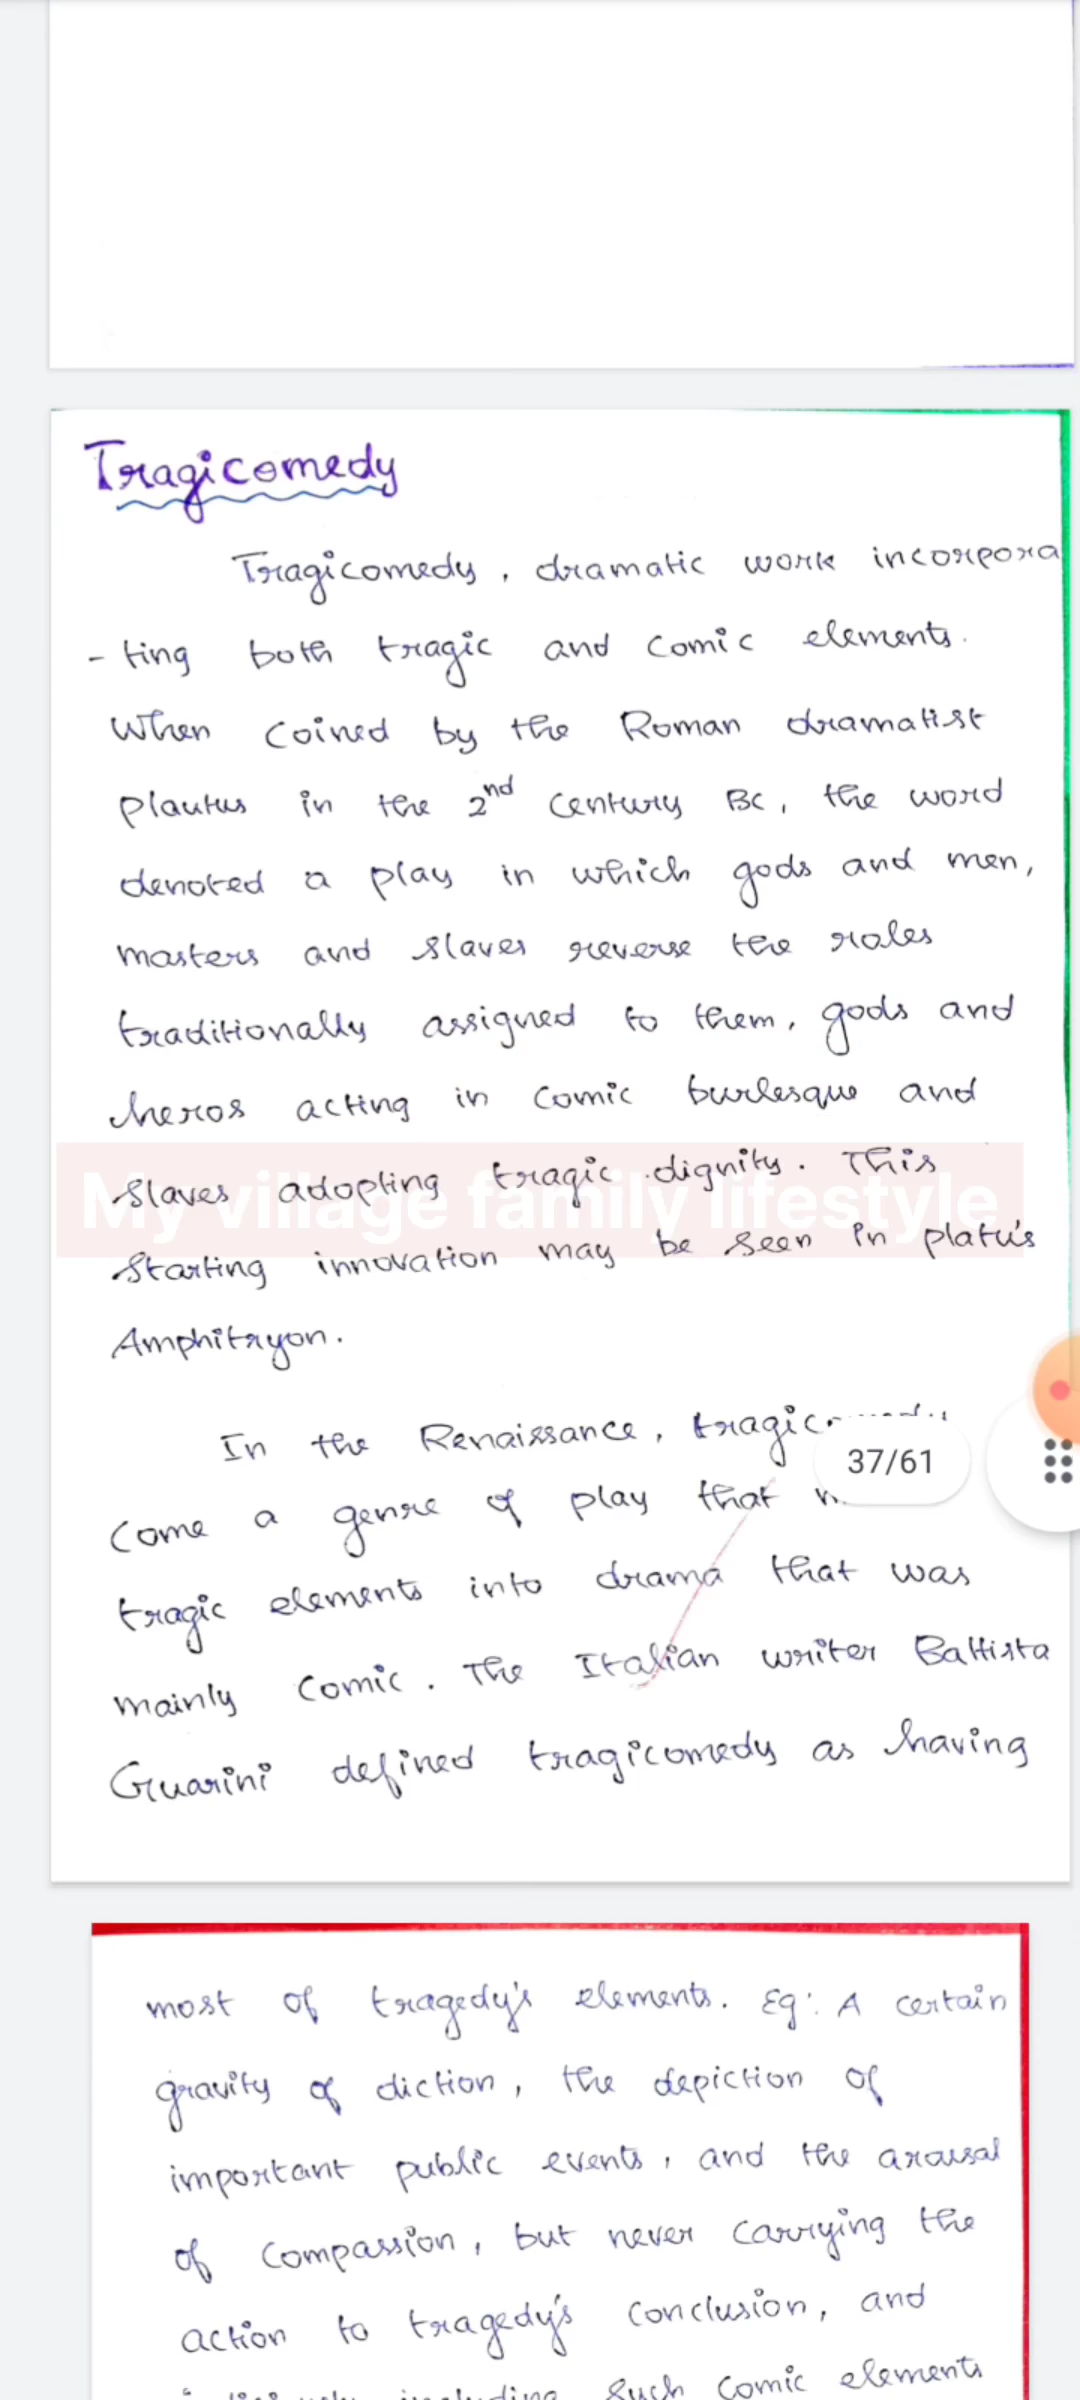 Tragicomedy
Tragicomedy, dramatic work incorpora
- ting both tragic and comic elements.
When coined by the Roman dramatist
plautus in the 2nd century BC, the word
denoted a play in which gods and men,
masters and slaves reverse the roles
traditionally assigned to them, gods and
heros acting in comic burlesque and
slaves adopting tragic dignity. This
My village family lifestyle
starting innovation may be seen in platu's
Amphitryon.
In the Renaissance,
37/61
come a genre of play that
tragic elements into drama that was
mainly comic. The Italian writer Battista
Guarini defined tragicomedy as having
most of tragedy's elements. Eg: A certain
gravity of diction, the depiction of
important public events, and the arousal
of compassion, but never carrying the
action to tragedy's conclusion, and
such comic elements